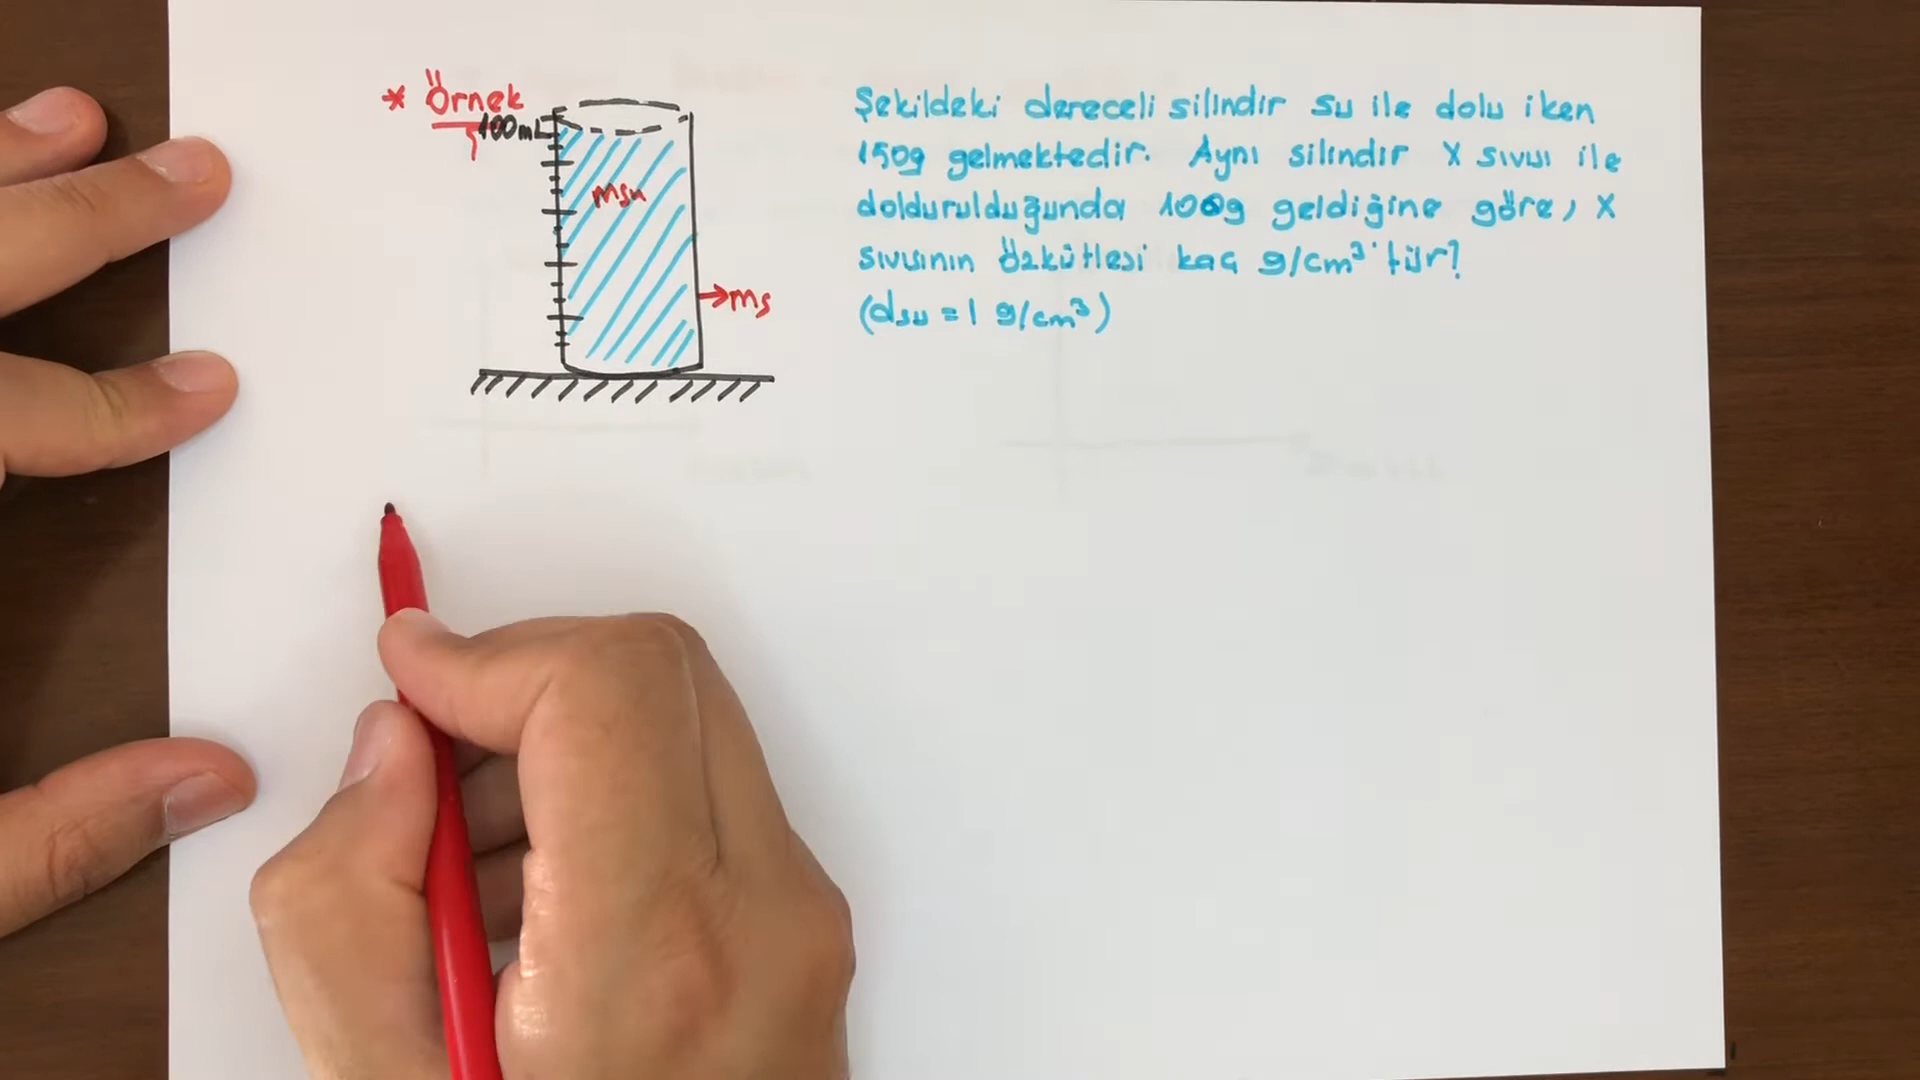 * Örnek
100mL
msu
ms
Şekildeki dereceli silindir su ile dolu iken
150g gelmektedir. Aynı silindir X sıvısı ile
doldurulduğunda 100g geldiğine göre, X
sıvısının özkütlesi kaç g/cm³'tür?
(dsu = 1 g/cm³)